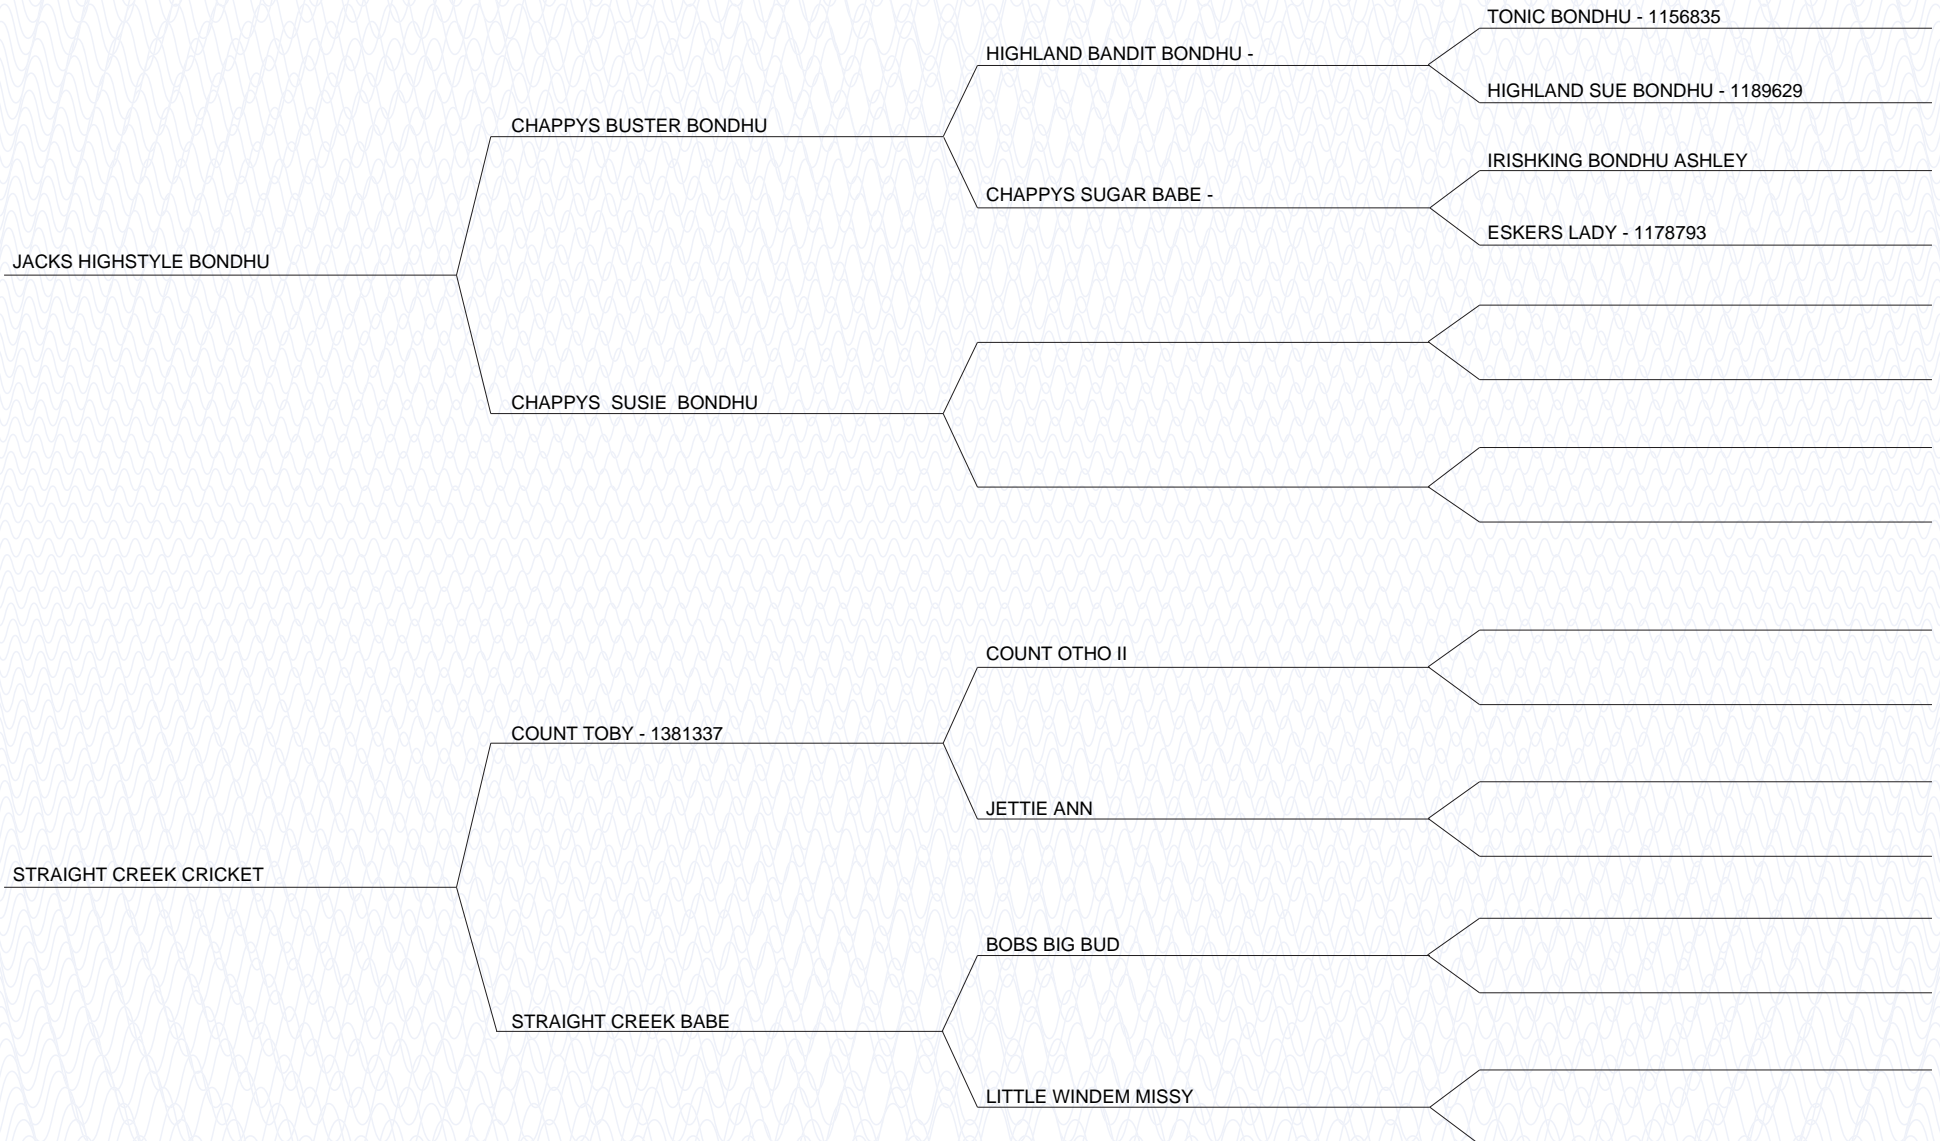 TONIC BONDHU - 1156835
HIGHLAND BANDIT BONDHU -
HIGHLAND SUE BONDHU - 1189629
CHAPPYS BUSTER BONDHU
IRISHKING BONDHU ASHLEY
CHAPPYS SUGAR BABE -
ESKERS LADY - 1178793
JACKS HIGHSTYLE BONDHU
CHAPPYS  SUSIE  BONDHU
COUNT OTHO II
COUNT TOBY - 1381337
JETTIE ANN
STRAIGHT CREEK CRICKET
BOBS BIG BUD
STRAIGHT CREEK BABE
LITTLE WINDEM MISSY